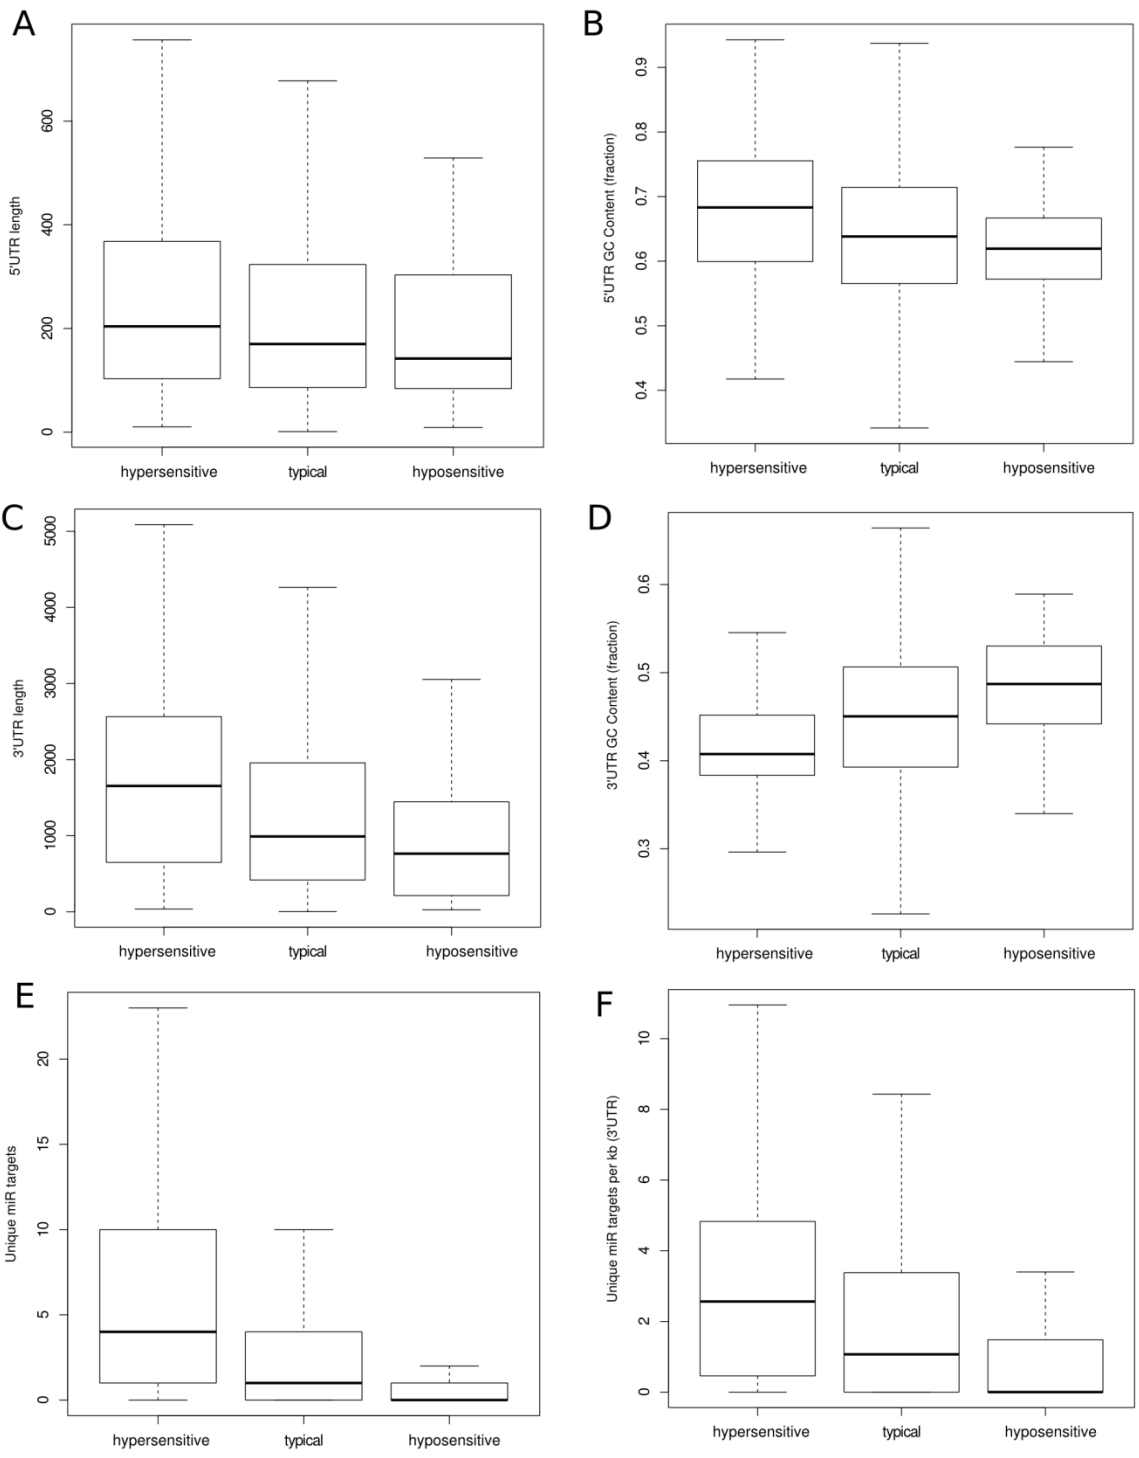 A
5'UTR length
0
200
400
600
hypersensitive
typical
hyposensitive
B
5'UTR GC Content (fraction)
0.4
0.5
0.6
0.7
0.8
0.9
hypersensitive
typical
hyposensitive
C
3'UTR length
0
1000
2000
3000
4000
5000
hypersensitive
typical
hyposensitive
D
3'UTR GC Content (fraction)
0.3
0.4
0.5
0.6
hypersensitive
typical
hyposensitive
E
Unique miR targets
0
5
10
15
20
hypersensitive
typical
hyposensitive
F
Unique miR targets per kb (3'UTR)
0
2
4
6
8
10
hypersensitive
typical
hyposensitive